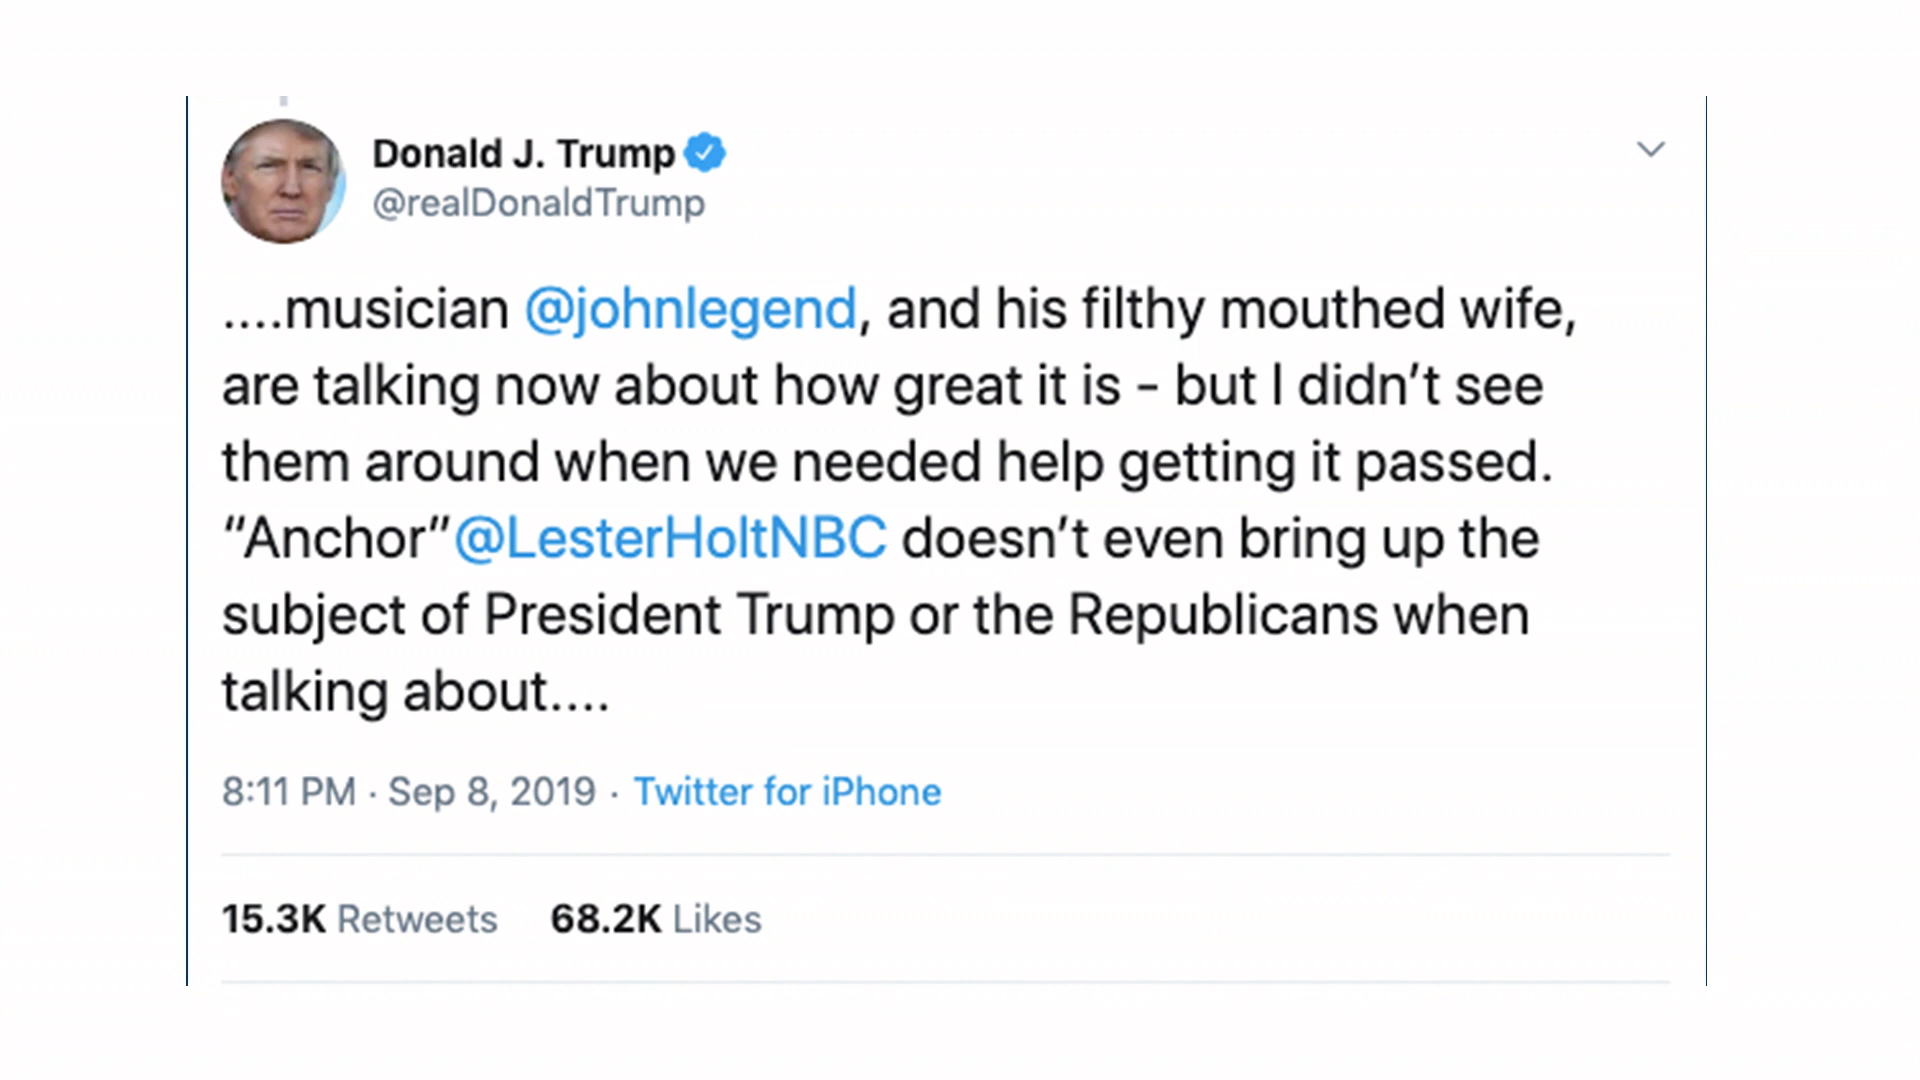 Donald J. Trump
@realDonaldTrump
....musician @johnlegend, and his filthy mouthed wife,
are talking now about how great it is - but I didn’t see
them around when we needed help getting it passed.
“Anchor”@LesterHoltNBC doesn’t even bring up the
subject of President Trump or the Republicans when
talking about....
8:11 PM · Sep 8, 2019 · Twitter for iPhone
15.3K Retweets 68.2K Likes